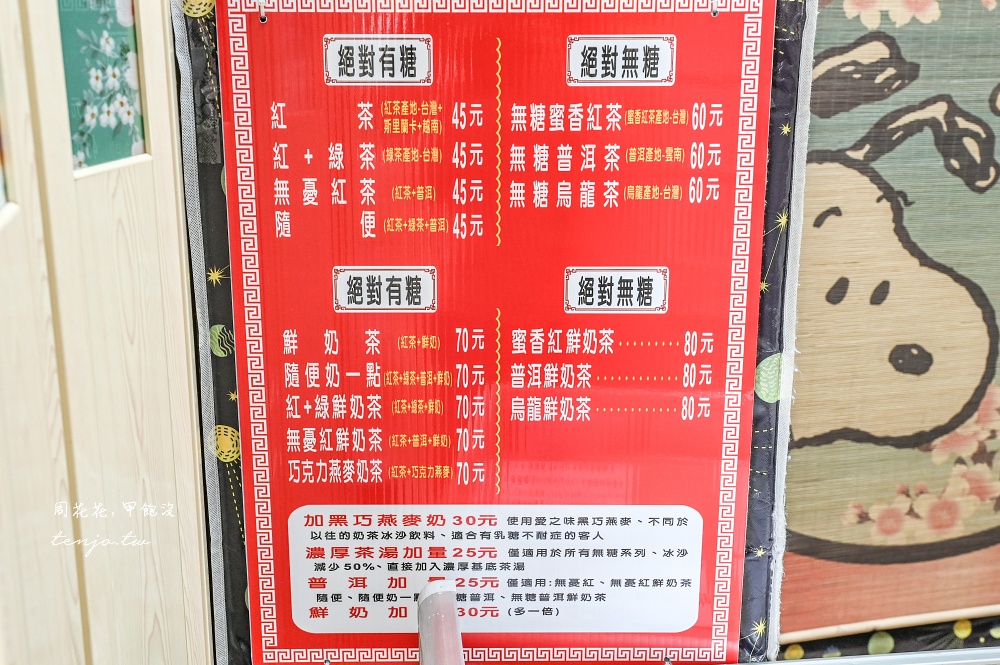 絕對有糖
紅茶(紅茶產地-台灣+斯里蘭卡+越南)45元
紅+綠茶(綠茶產地-台灣)45元
無憂紅茶(紅茶+普洱)45元
隨便(紅茶+綠茶+普洱)45元
絕對無糖
無糖蜜香紅茶(蜜香紅茶產地-台灣)60元
無糖普洱茶(普洱產地-雲南)60元
無糖烏龍茶(烏龍產地-台灣)60元
絕對有糖
鮮奶茶(紅茶+鮮奶)70元
隨便奶一點(紅茶+綠茶+普洱+鮮奶)70元
紅+綠鮮奶茶(紅茶+綠茶+鮮奶)70元
無憂紅鮮奶茶(紅茶+普洱+鮮奶)70元
巧克力燕麥奶茶(紅茶+巧克力燕麥)70元
絕對無糖
蜜香紅鮮奶茶·········80元
普洱鮮奶茶············80元
烏龍鮮奶茶············80元
加黑巧燕麥奶30元 使用愛之味黑巧燕麥、不同於
以往的奶茶冰沙飲料、適合有乳糖不耐症的客人
濃厚茶湯加量25元 僅適用於所有無糖系列、冰沙
減少50%、直接加入濃厚基底茶湯
普洱加量25元 僅適用:無憂紅、無憂紅鮮奶茶
隨便、隨便奶一 糖普洱、無糖普洱鮮奶茶
鮮奶加 30元 (多一倍)
周花花,甲飽沒
tenjo.tw